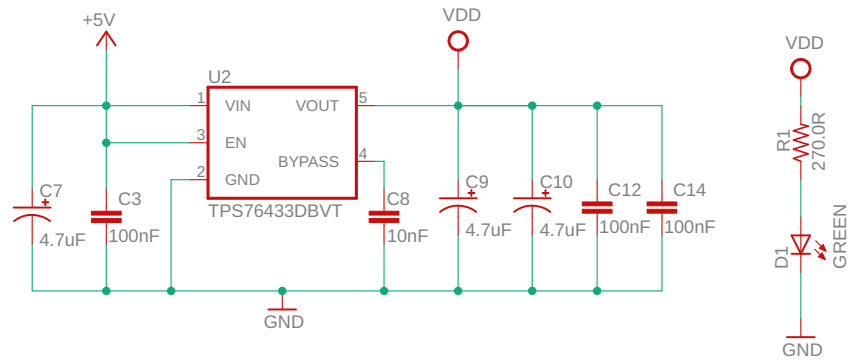 +5V
VDD
VDD
U2
1
VIN
VOUT
5
3
EN
BYPASS
4
2
GND
TPS76433DBVT
C7
4.7uF
C3
100nF
C8
10nF
C9
4.7uF
C10
4.7uF
C12
100nF
C14
100nF
GND
R1
270.0R
D1
GREEN
GND